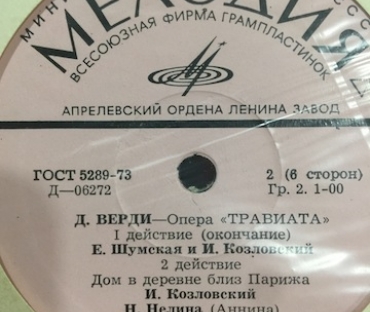 МИН
МЕЛОДИЯ
ВСЕСОЮЗНАЯ ФИРМА ГРАМПЛАСТИНОК
АПРЕЛЕВСКИЙ ОРДЕНА ЛЕНИНА ЗАВОД
ГОСТ 5289-73
Д—06272
2 (6 сторон)
Гр. 2. 1-00
Д. ВЕРДИ—Опера «ТРАВИАТА»
I действие (окончание)
Е. Шумская и И. Козловский
2 действие
Дом в деревне близ Парижа
И. Козловский
Н. Нелина (Аннина)